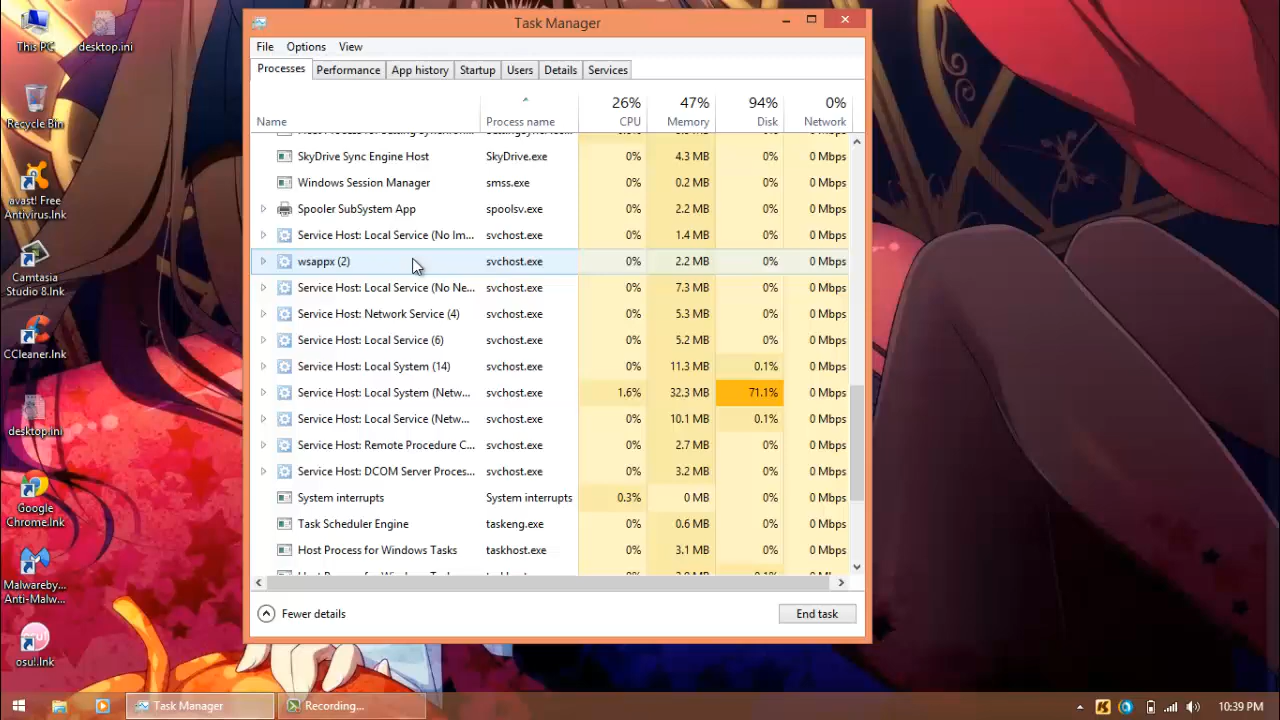 This PC
desktop.ini
Recycle Bin
avast! Free
Antivirus.lnk
Camtasia
Studio 8.lnk
CCleaner.lnk
desktop.ini
Google
Chrome.lnk
Malwareby...
Anti-Malw...
osu!.lnk
Task Manager
File Options View
Processes Performance App history Startup Users Details Services
26% 47% 94% 0%
Name Process name CPU Memory Disk Network
SkyDrive Sync Engine Host SkyDrive.exe 0% 4.3 MB 0% 0 Mbps
Windows Session Manager smss.exe 0% 0.2 MB 0% 0 Mbps
Spooler SubSystem App spoolsv.exe 0% 2.2 MB 0% 0 Mbps
Service Host: Local Service (No Im... svchost.exe 0% 1.4 MB 0% 0 Mbps
wsappx (2) svchost.exe 0% 2.2 MB 0% 0 Mbps
Service Host: Local Service (No Ne... svchost.exe 0% 7.3 MB 0% 0 Mbps
Service Host: Network Service (4) svchost.exe 0% 5.3 MB 0% 0 Mbps
Service Host: Local Service (6) svchost.exe 0% 5.2 MB 0% 0 Mbps
Service Host: Local System (14) svchost.exe 0% 11.3 MB 0.1% 0 Mbps
Service Host: Local System (Netw... svchost.exe 1.6% 32.3 MB 71.1% 0 Mbps
Service Host: Local Service (Netw... svchost.exe 0% 10.1 MB 0.1% 0 Mbps
Service Host: Remote Procedure C... svchost.exe 0% 2.7 MB 0% 0 Mbps
Service Host: DCOM Server Proces... svchost.exe 0% 3.2 MB 0% 0 Mbps
System interrupts System interrupts 0.3% 0 MB 0% 0 Mbps
Task Scheduler Engine taskeng.exe 0% 0.6 MB 0% 0 Mbps
Host Process for Windows Tasks taskhost.exe 0% 3.1 MB 0% 0 Mbps
Fewer details End task
Task Manager Recording... 10:39 PM